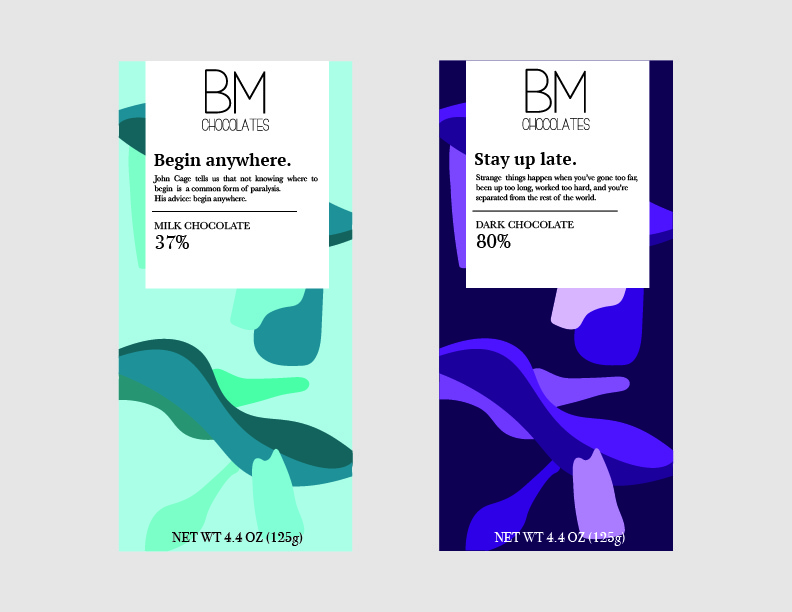 BM
CHOCOLATES
Begin anywhere.
John Cage tells us that not knowing where to
begin is a common form of paralysis.
His advice: begin anywhere.
MILK CHOCOLATE
37%
NET WT 4.4 OZ (125g)
BM
CHOCOLATES
Stay up late.
Strange things happen when you've gone too far,
been up too long, worked too hard, and you're
separated from the rest of the world.
DARK CHOCOLATE
80%
NET WT 4.4 OZ (125g)